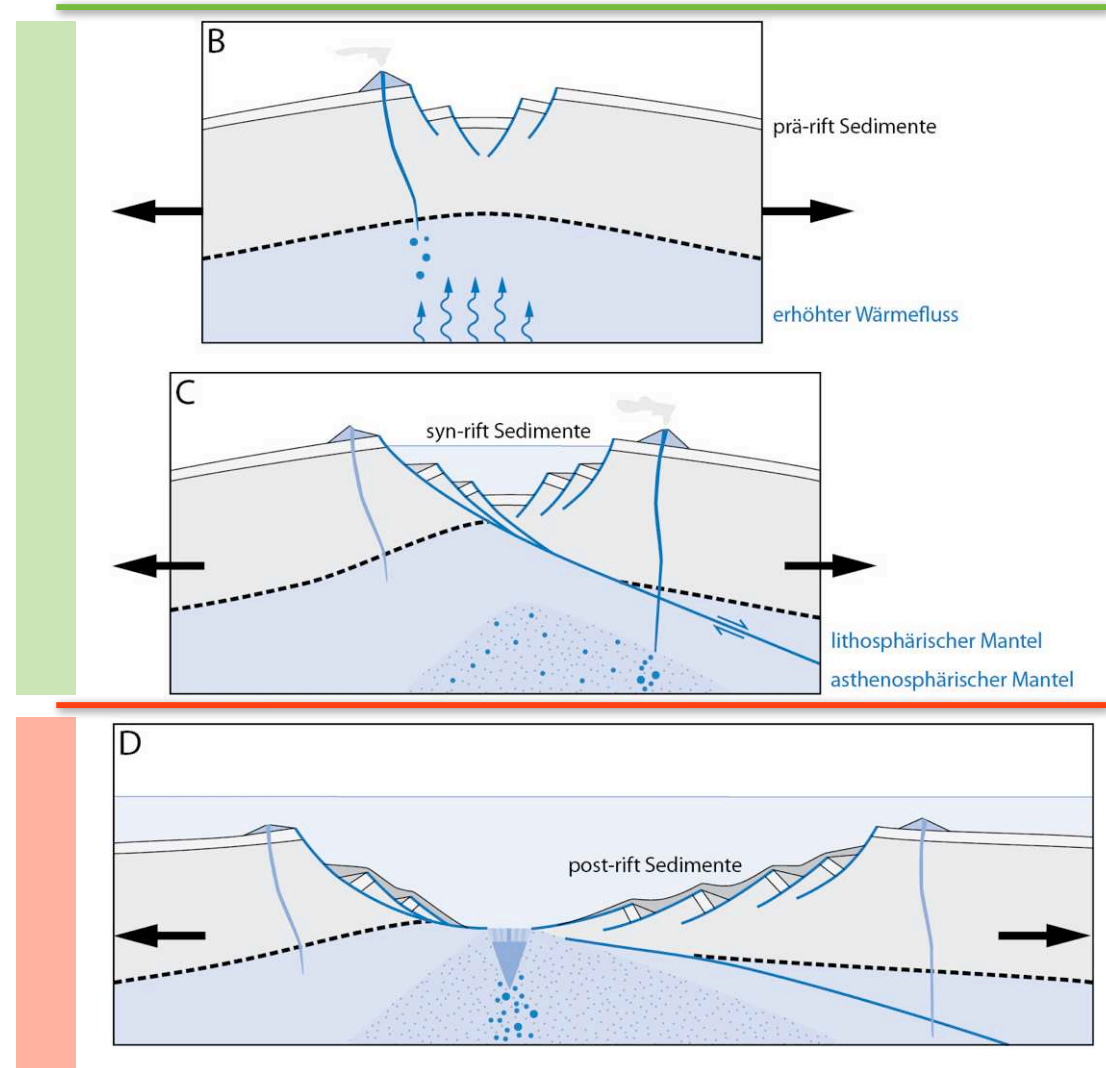 B
prä-rift Sedimente
erhöhter Wärmefluss
C
syn-rift Sedimente
lithosphärischer Mantel
asthenosphärischer Mantel
D
post-rift Sedimente